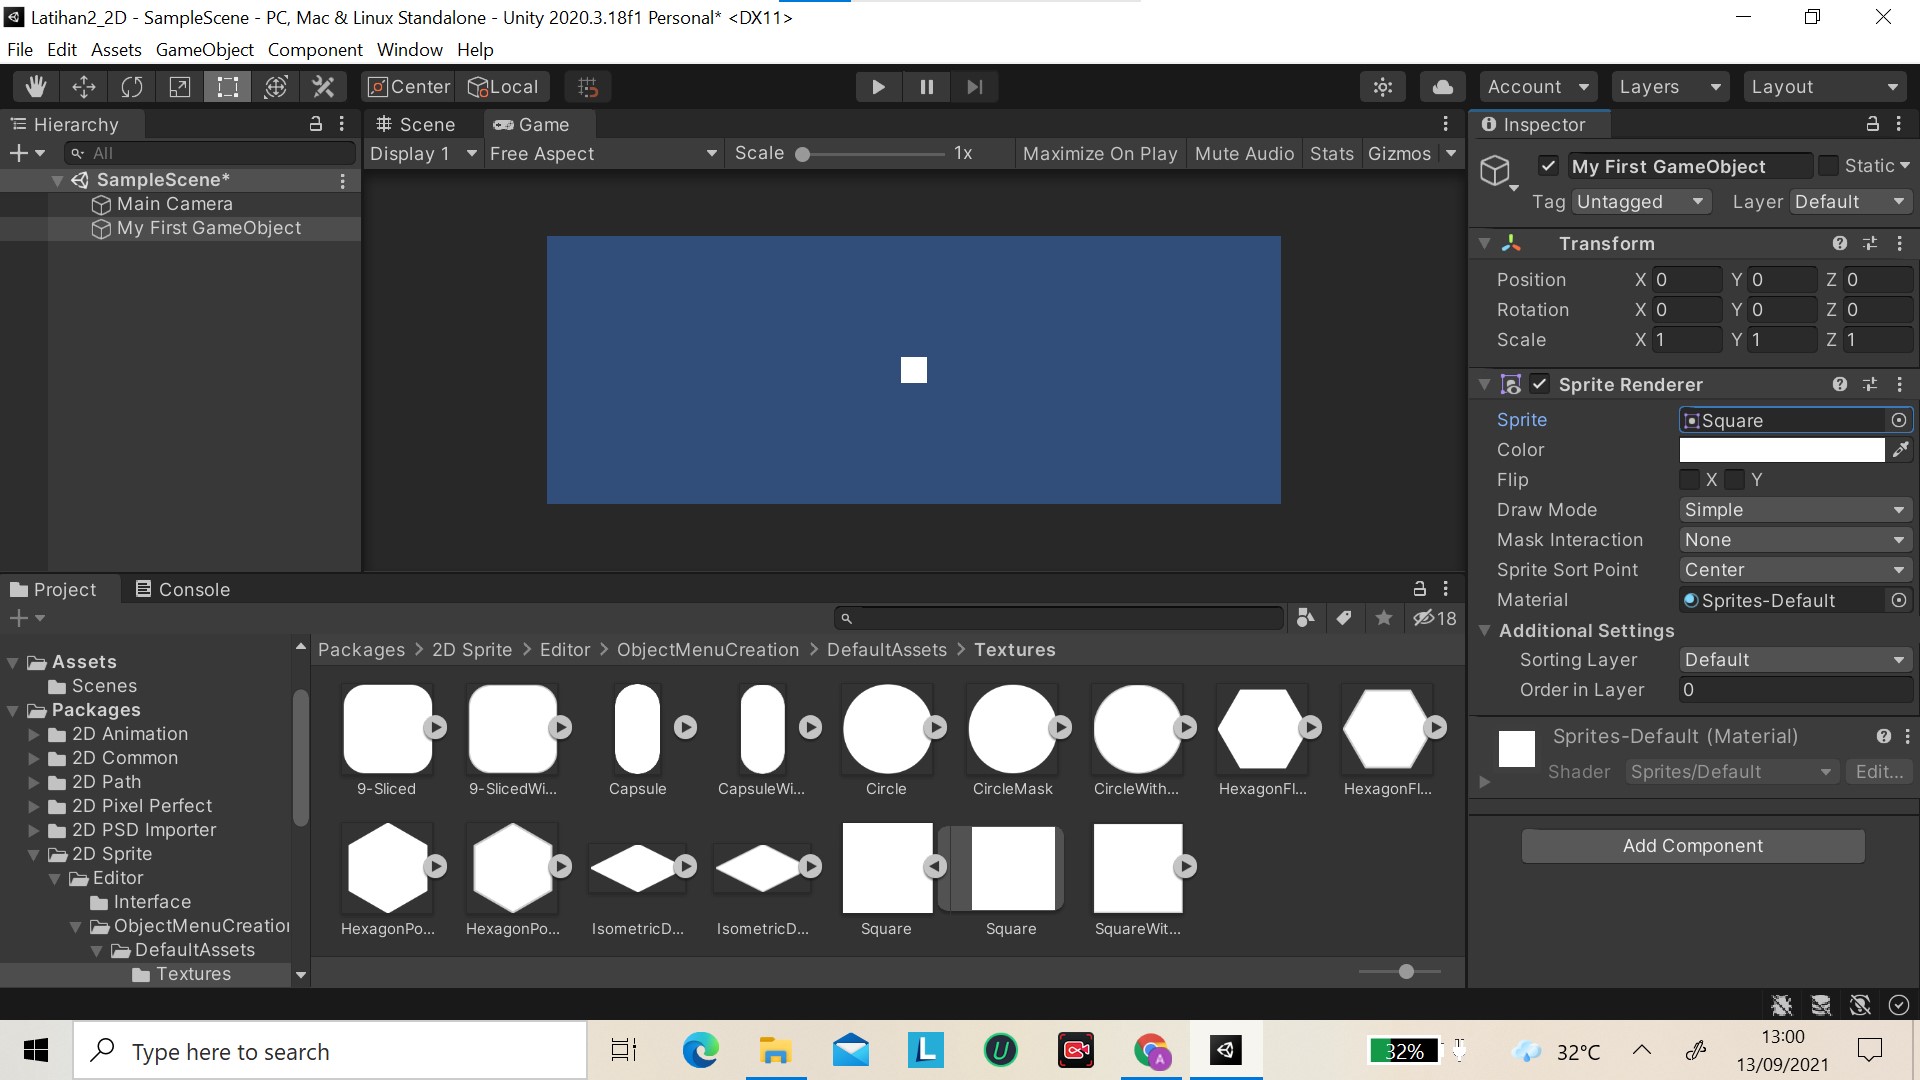 Latihan2_2D - SampleScene - PC, Mac & Linux Standalone - Unity 2020.3.18f1 Personal* <DX11>
File Edit Assets GameObject Component Window Help
Center Local Account Layers Layout
Hierarchy
All
SampleScene*
Main Camera
My First GameObject
Scene Game
Display 1 Free Aspect Scale 1x Maximize On Play Mute Audio Stats Gizmos
Inspector
My First GameObject Static
Tag Untagged Layer Default
Transform
Position X 0 Y 0 Z 0
Rotation X 0 Y 0 Z 0
Scale X 1 Y 1 Z 1
Sprite Renderer
Sprite Square
Color
Flip X Y
Draw Mode Simple
Mask Interaction None
Sprite Sort Point Center
Material Sprites-Default
Additional Settings
Sorting Layer Default
Order in Layer 0
Sprites-Default (Material)
Shader Sprites/Default Edit...
Add Component
Project Console
18
Assets
Scenes
Packages
2D Animation
2D Common
2D Path
2D Pixel Perfect
2D PSD Importer
2D Sprite
Editor
Interface
ObjectMenuCreation
DefaultAssets
Textures
Packages > 2D Sprite > Editor > ObjectMenuCreation > DefaultAssets > Textures
9-Sliced 9-SlicedWi... Capsule CapsuleWi... Circle CircleMask CircleWith... HexagonFl... HexagonFl...
HexagonPo... HexagonPo... IsometricD... IsometricD... Square Square SquareWit...
Type here to search
32% 32°C
13:00
13/09/2021